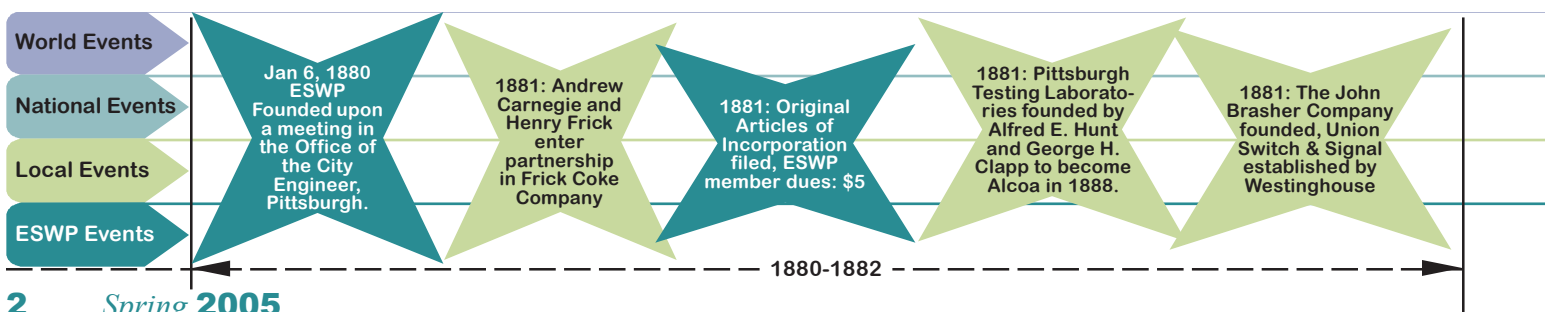 World Events
National Events
Local Events
ESWP Events
Jan 6, 1880
ESWP
Founded upon
a meeting in
the Office of
the City
Engineer,
Pittsburgh.
1881: Andrew
Carnegie and
Henry Frick
enter
partnership
in Frick Coke
Company
1881: Original
Articles of
Incorporation
filed, ESWP
member dues: $5
1881: Pittsburgh
Testing Laborato-
ries founded by
Alfred E. Hunt
and George H.
Clapp to become
Alcoa in 1888.
1881: The John
Brasher Company
founded, Union
Switch & Signal
established by
Westinghouse
1880-1882
2 Spring 2005